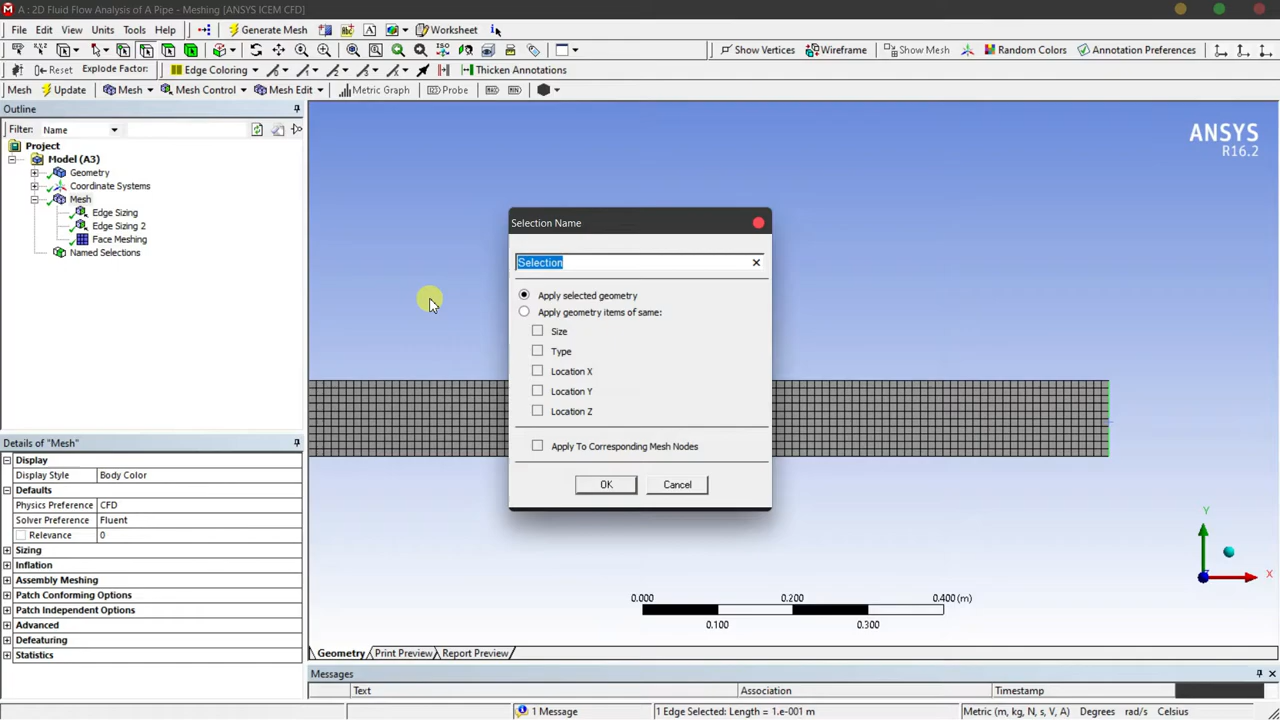 A : 2D Fluid Flow Analysis of A Pipe - Meshing [ANSYS ICEM CFD]
File Edit View Units Tools Help Generate Mesh Worksheet
Show Vertices Wireframe Show Mesh Random Colors Annotation Preferences
Reset Explode Factor: Edge Coloring Thicken Annotations
Mesh Update Mesh Mesh Control Mesh Edit Metric Graph Probe
Outline
Filter: Name
Project
Model (A3)
Geometry
Coordinate Systems
Mesh
Edge Sizing
Edge Sizing 2
Face Meshing
Named Selections
Details of "Mesh"
Display
Display Style Body Color
Defaults
Physics Preference CFD
Solver Preference Fluent
Relevance 0
Sizing
Inflation
Assembly Meshing
Patch Conforming Options
Patch Independent Options
Advanced
Defeaturing
Statistics
ANSYS
R16.2
Selection Name
Selection
Apply selected geometry
Apply geometry items of same:
Size
Type
Location X
Location Y
Location Z
Apply To Corresponding Mesh Nodes
OK Cancel
Y
X
0.000 0.200 0.400 (m)
0.100 0.300
Geometry Print Preview Report Preview
Messages
Text Association Timestamp
1 Message 1 Edge Selected: Length = 1.e-001 m Metric (m, kg, N, s, V, A) Degrees rad/s Celsius